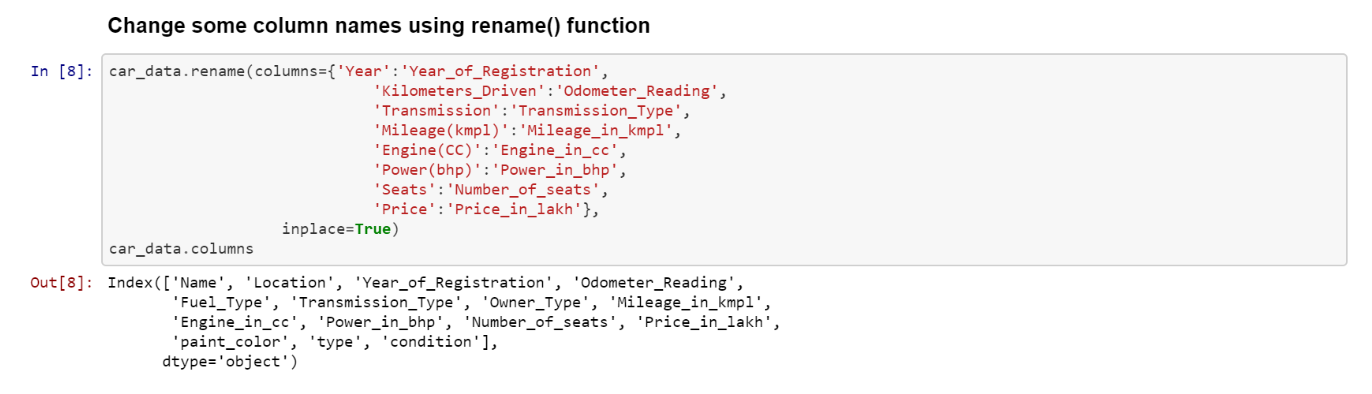 Change some column names using rename() function
In [8]: car_data.rename(columns={'Year':'Year_of_Registration',
'Kilometers_Driven':'Odometer_Reading',
'Transmission':'Transmission_Type',
'Mileage(kmpl)':'Mileage_in_kmpl',
'Engine(CC)':'Engine_in_cc',
'Power(bhp)':'Power_in_bhp',
'Seats':'Number_of_seats',
'Price':'Price_in_lakh'},
inplace=True)
car_data.columns
Out[8]: Index(['Name', 'Location', 'Year_of_Registration', 'Odometer_Reading',
'Fuel_Type', 'Transmission_Type', 'Owner_Type', 'Mileage_in_kmpl',
'Engine_in_cc', 'Power_in_bhp', 'Number_of_seats', 'Price_in_lakh',
'paint_color', 'type', 'condition'],
dtype='object')